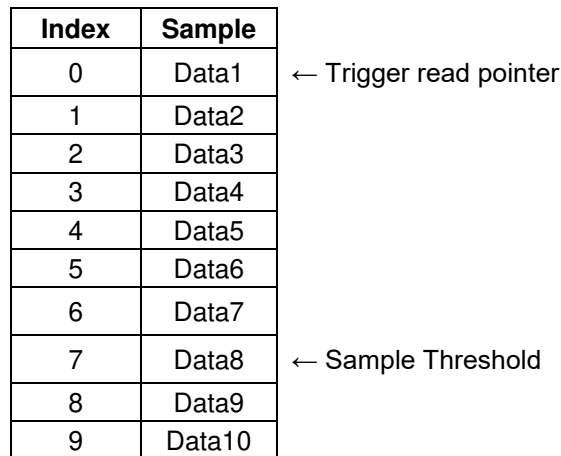 Index Sample
0 Data1 ← Trigger read pointer
1 Data2
2 Data3
3 Data4
4 Data5
5 Data6
6 Data7
7 Data8 ← Sample Threshold
8 Data9
9 Data10